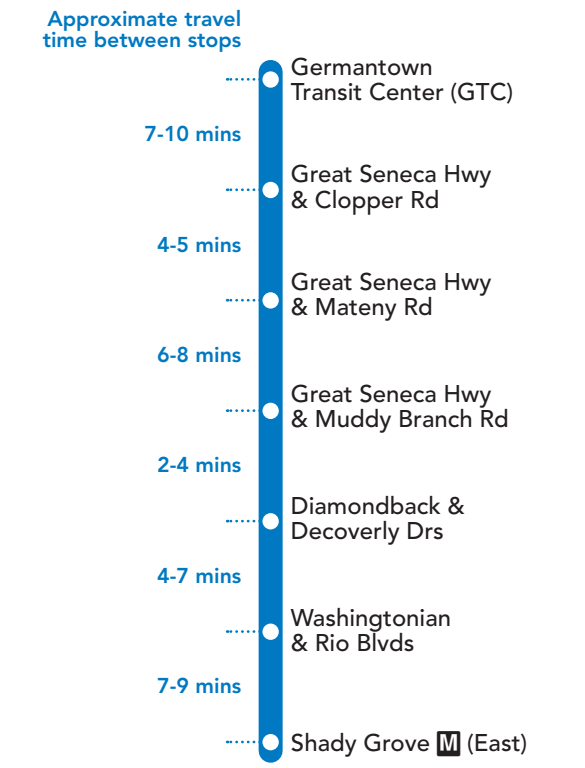 Approximate travel
time between stops
Germantown
Transit Center (GTC)
7-10 mins
Great Seneca Hwy
& Clopper Rd
4-5 mins
Great Seneca Hwy
& Mateny Rd
6-8 mins
Great Seneca Hwy
& Muddy Branch Rd
2-4 mins
Diamondback &
Decoverly Drs
4-7 mins
Washingtonian
& Rio Blvds
7-9 mins
Shady Grove M (East)